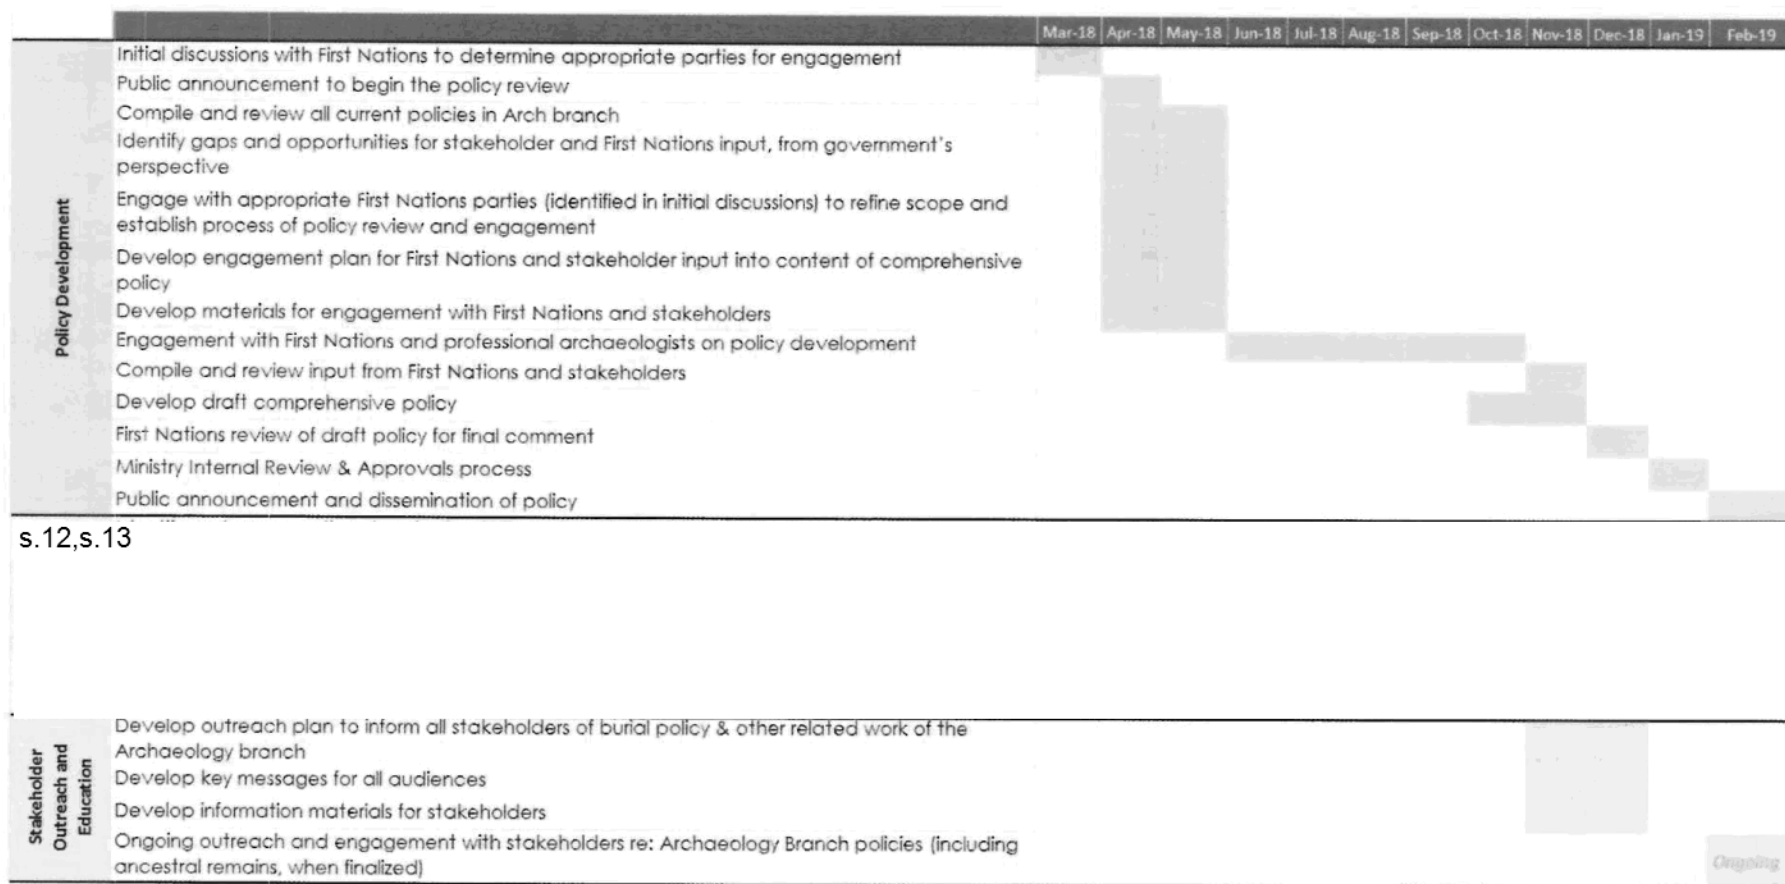 Mar-18 Apr-18 May-18 Jun-18 Jul-18 Aug-18 Sep-18 Oct-18 Nov-18 Dec-18 Jan-19 Feb-19
Policy Development
Initial discussions with First Nations to determine appropriate parties for engagement
Public announcement to begin the policy review
Compile and review all current policies in Arch branch
Identify gaps and opportunities for stakeholder and First Nations input, from government's
perspective
Engage with appropriate First Nations parties (identified in initial discussions) to refine scope and
establish process of policy review and engagement
Develop engagement plan for First Nations and stakeholder input into content of comprehensive
policy
Develop materials for engagement with First Nations and stakeholders
Engagement with First Nations and professional archaeologists on policy development
Compile and review input from First Nations and stakeholders
Develop draft comprehensive policy
First Nations review of draft policy for final comment
Ministry Internal Review & Approvals process
Public announcement and dissemination of policy
s.12,s.13
Stakeholder
Outreach and
Education
Develop outreach plan to inform all stakeholders of burial policy & other related work of the
Archaeology branch
Develop key messages for all audiences
Develop information materials for stakeholders
Ongoing outreach and engagement with stakeholders re: Archaeology Branch policies (including
ancestral remains, when finalized)
Ongoing